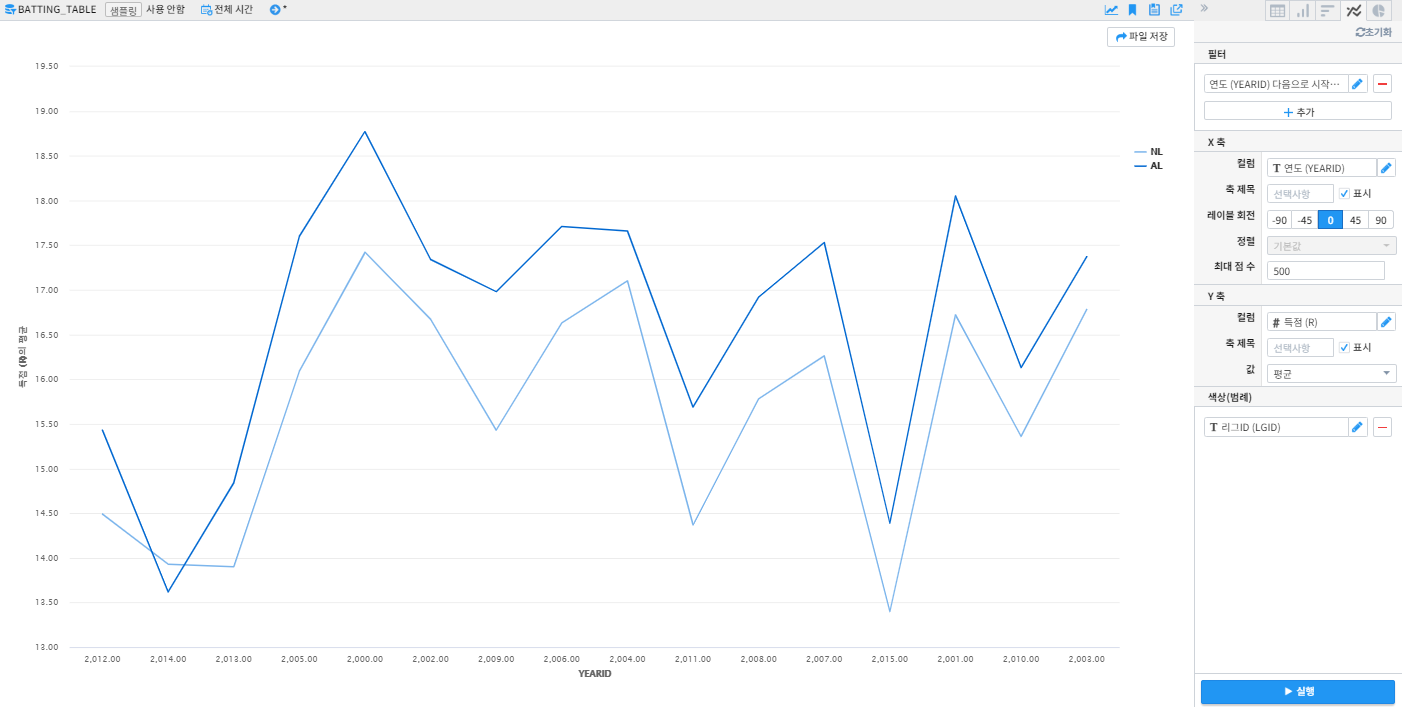 BATTING_TABLE 샘플링 사용 안함 전체 시간 *
초기화
파일 저장
필터
연도 (YEARID) 다음으로 시작…
+ 추가
X 축
컬럼 T 연도 (YEARID)
축 제목 선택사항 표시
레이블 회전 -90 -45 0 45 90
정렬 기본값
최대 점 수 500
Y 축
컬럼 # 득점 (R)
축 제목 선택사항 표시
값 평균
색상(범례)
T 리그ID (LGID)
실행
NL
AL
득점 (R)의 평균
19.50
19.00
18.50
18.00
17.50
17.00
16.50
16.00
15.50
15.00
14.50
14.00
13.50
13.00
2,012.00 2,014.00 2,013.00 2,005.00 2,000.00 2,002.00 2,009.00 2,006.00 2,004.00 2,011.00 2,008.00 2,007.00 2,015.00 2,001.00 2,010.00 2,003.00
YEARID